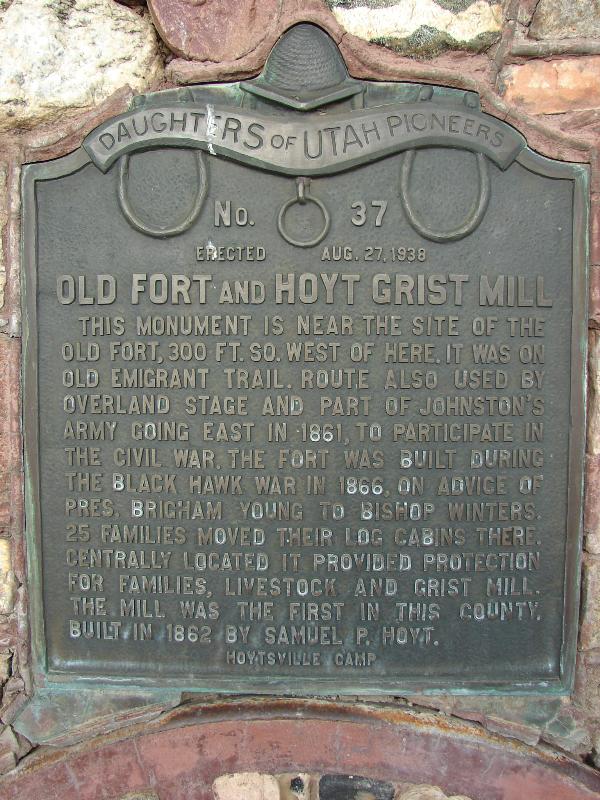 DAUGHTERS OF UTAH PIONEERS
No. 37
ERECTED AUG. 27, 1938
OLD FORT AND HOYT GRIST MILL
THIS MONUMENT IS NEAR THE SITE OF THE
OLD FORT, 300 FT. SO. WEST OF HERE. IT WAS ON
OLD EMIGRANT TRAIL. ROUTE ALSO USED BY
OVERLAND STAGE AND PART OF JOHNSTON'S
ARMY GOING EAST IN 1861, TO PARTICIPATE IN
THE CIVIL WAR. THE FORT WAS BUILT DURING
THE BLACK HAWK WAR IN 1866, ON ADVICE OF
PRES. BRIGHAM YOUNG TO BISHOP WINTERS.
25 FAMILIES MOVED THEIR LOG CABINS THERE.
CENTRALLY LOCATED IT PROVIDED PROTECTION
FOR FAMILIES, LIVESTOCK AND GRIST MILL.
THE MILL WAS THE FIRST IN THIS COUNTY,
BUILT IN 1862 BY SAMUEL P. HOYT.
HOYTSVILLE CAMP